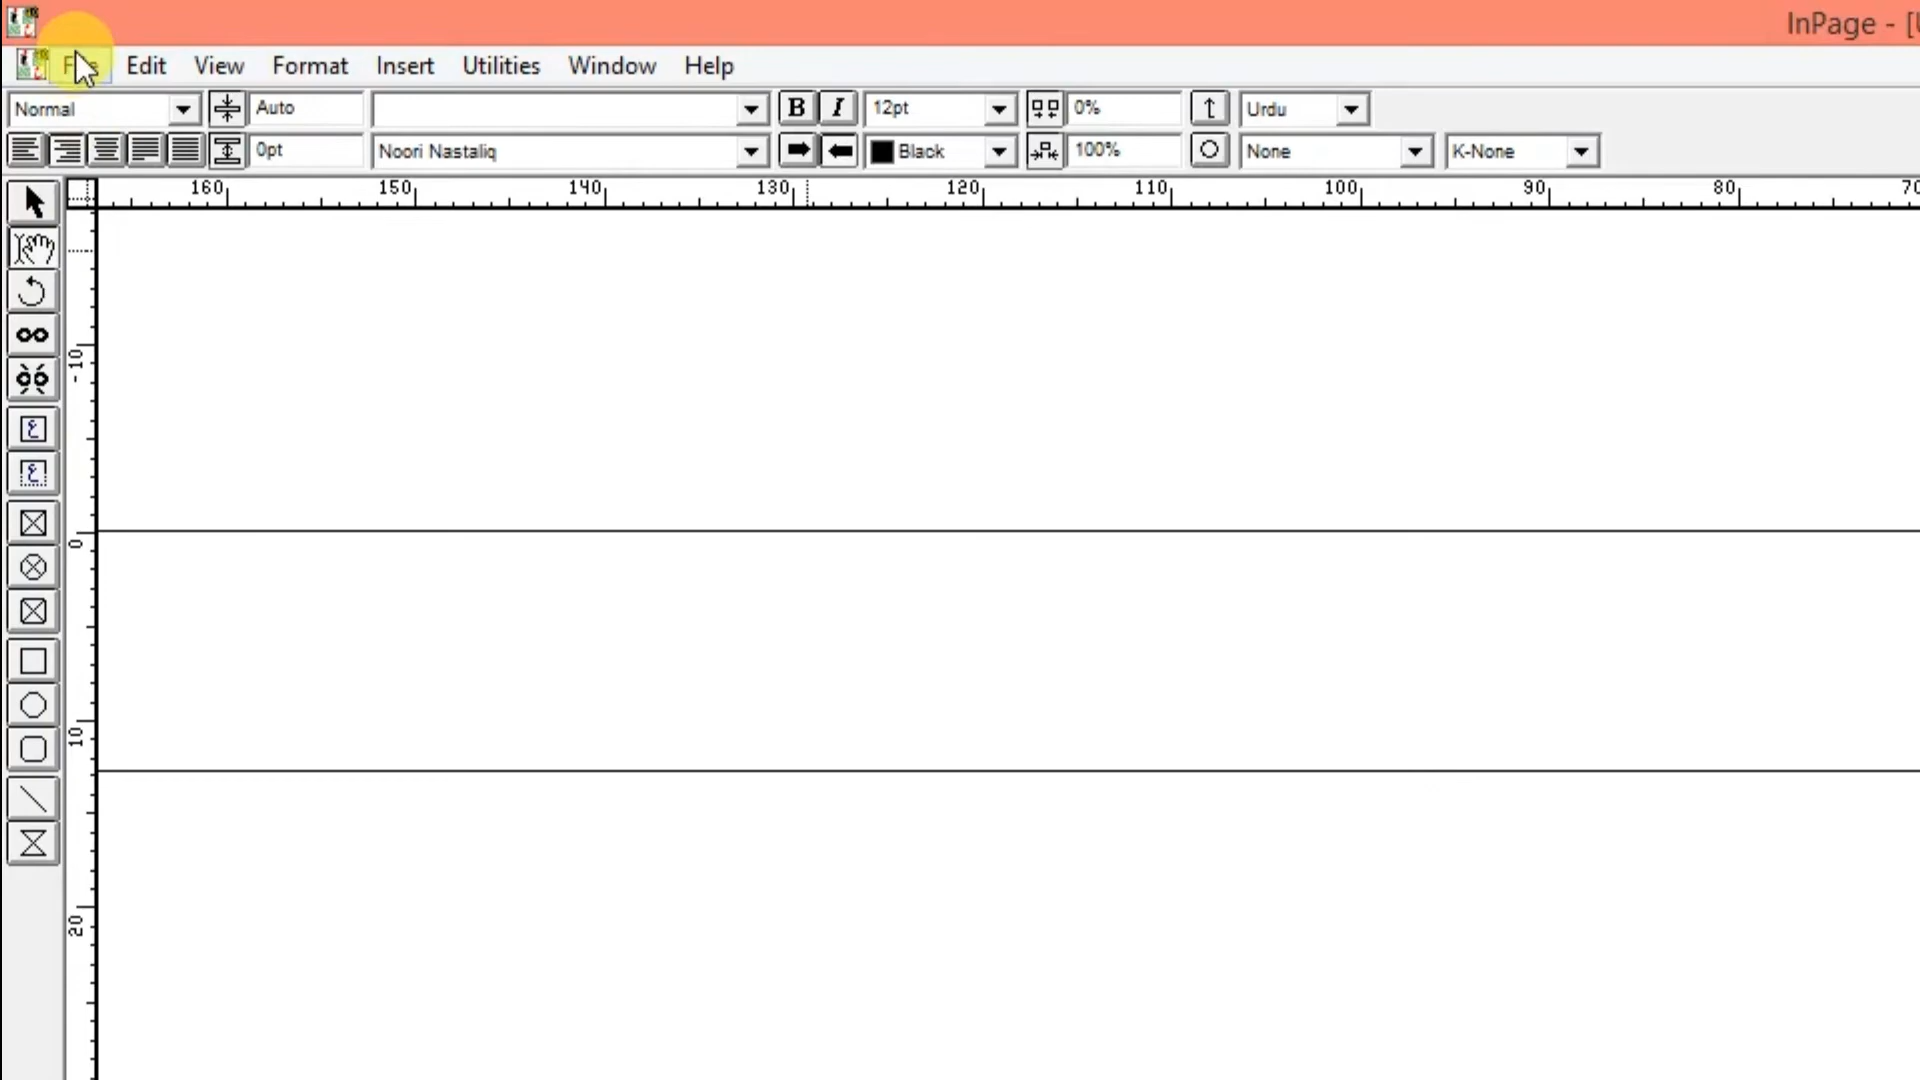 InPage - [
Edit View Format Insert Utilities Window Help
Normal Auto B I 12pt 0% Urdu
0pt Noori Nastaliq Black 100% None K-None
160 150 140 130 120 110 100 90 80 70
-10
0
10
20